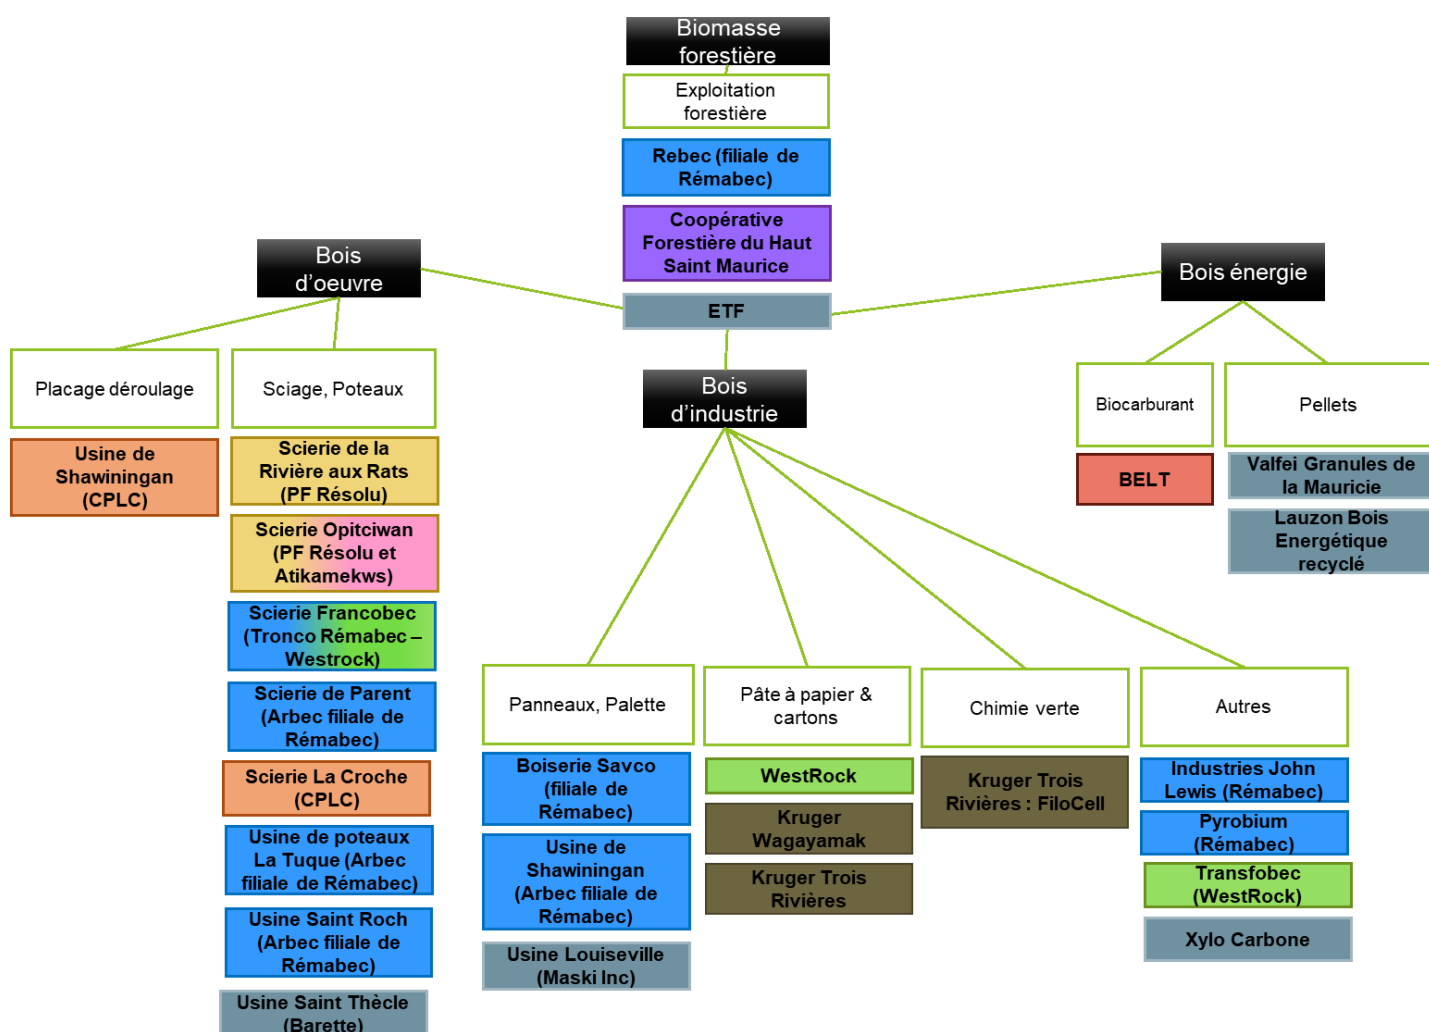 Biomasse
forestière
Exploitation
forestière
Rebec (filiale de
Rémabec)
Coopérative
Forestière du Haut
Saint Maurice
ETF
Bois
d’oeuvre
Placage déroulage
Usine de
Shawiningan
(CPLC)
Sciage, Poteaux
Scierie de la
Rivière aux Rats
(PF Résolu)
Scierie Opitciwan
(PF Résolu et
Atikamekws)
Scierie Francobec
(Tronco Rémabec –
Westrock)
Scierie de Parent
(Arbec filiale de
Rémabec)
Scierie La Croche
(CPLC)
Usine de poteaux
La Tuque (Arbec
filiale de Rémabec)
Usine Saint Roch
(Arbec filiale de
Rémabec)
Usine Saint Thècle
(Barette)
Bois
d’industrie
Panneaux, Palette
Boiserie Savco
(filiale de
Rémabec)
Usine de
Shawiningan
(Arbec filiale de
Rémabec)
Usine Louiseville
(Maski Inc)
Pâte à papier &
cartons
WestRock
Kruger
Wagayamak
Kruger Trois
Rivières
Chimie verte
Kruger Trois
Rivières : FiloCell
Autres
Industries John
Lewis (Rémabec)
Pyrobium
(Rémabec)
Transfobec
(WestRock)
Xylo Carbone
Bois énergie
Biocarburant
BELT
Pellets
Valfei Granules de
la Mauricie
Lauzon Bois
Energétique
recyclé